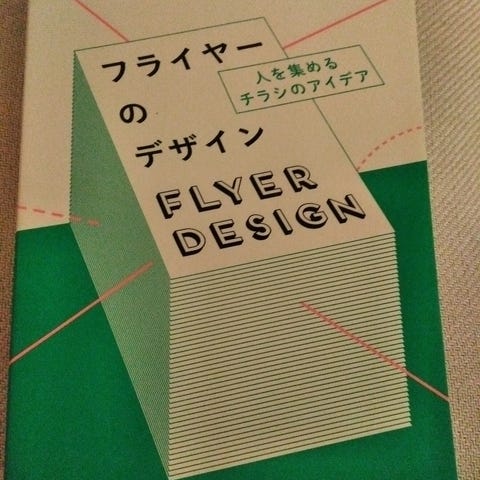 フライヤー
の
デザイン
人を集める
チラシのアイデア
FLYER
DESIGN